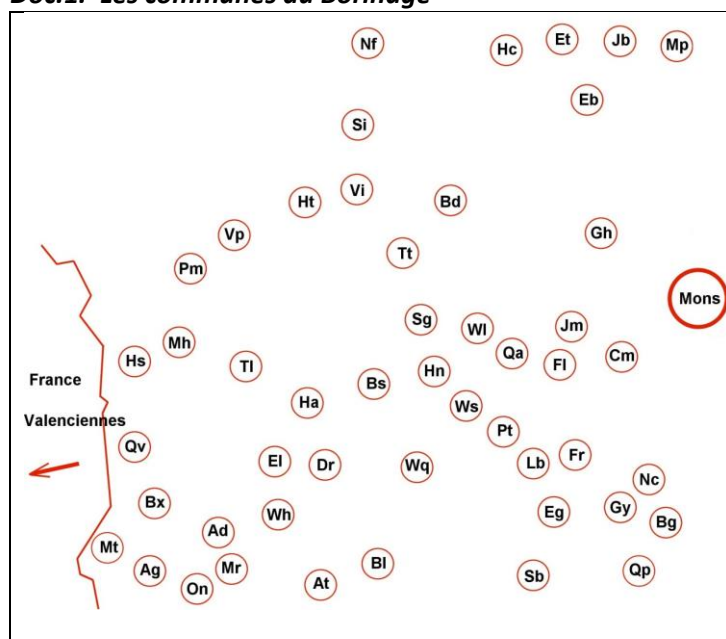 Doc.1.- Les communes du Borinage
Nf
Hc
Et
Jb
Mp
Eb
Si
Vi
Ht
Bd
Vp
Gh
Tt
Pm
Mons
Sg
Wl
Jm
Mh
Qa
Hs
Tl
Fl
Cm
Hn
France
Bs
Ha
Ws
Valenciennes
Pt
Qv
El
Dr
Wq
Lb
Fr
Nc
Bx
Wh
Eg
Gy
Bg
Ad
Mt
Ag
Mr
Bl
On
At
Sb
Qp